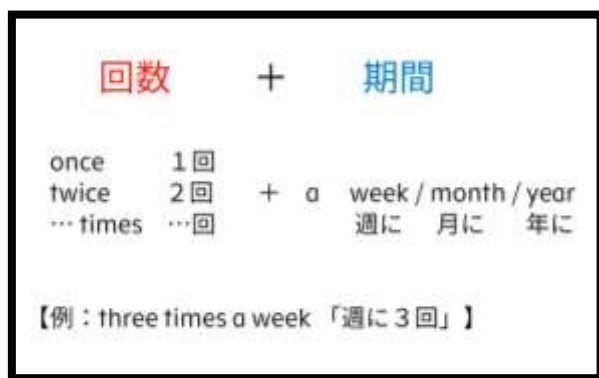 回数 + 期間
once 1回
twice 2回 + a week / month / year
… times …回 週に 月に 年に
【例：three times a week 「週に3回」】